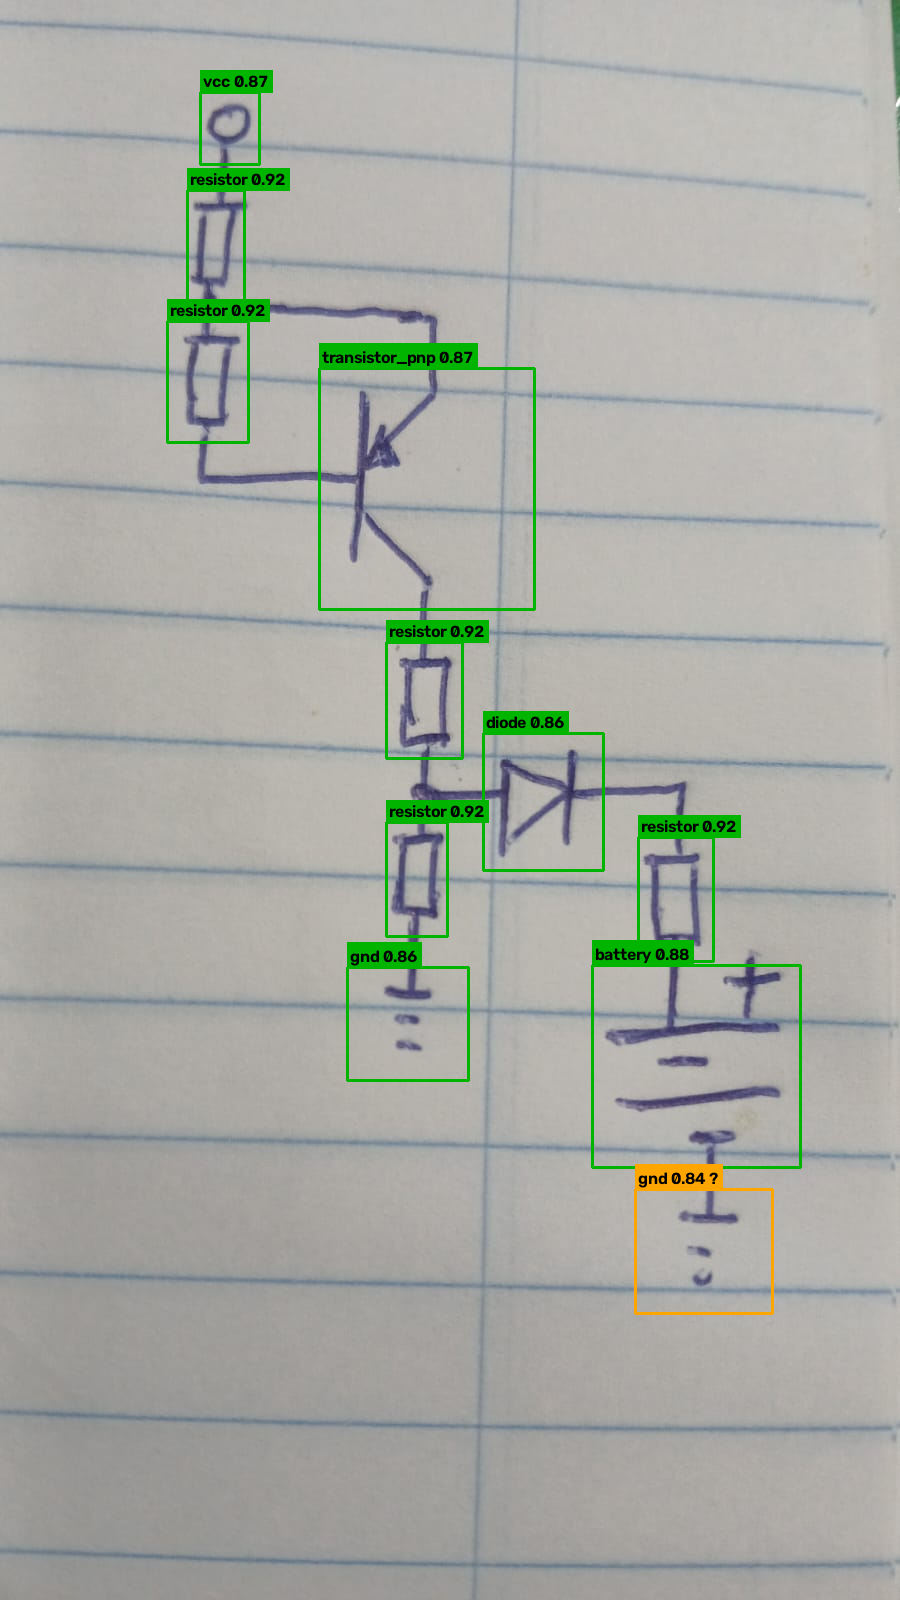 vcc 0.87
resistor 0.92
resistor 0.92
transistor_pnp 0.87
resistor 0.92
diode 0.86
resistor 0.92
resistor 0.92
gnd 0.86
battery 0.88
+
gnd 0.84 ?